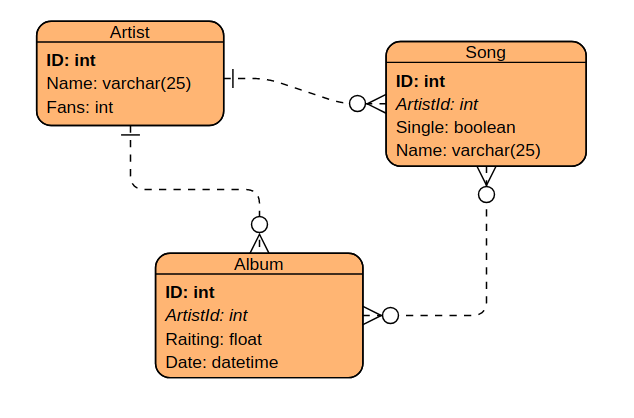 Artist
ID: int
Name: varchar(25)
Fans: int
Song
ID: int
ArtistId: int
Single: boolean
Name: varchar(25)
Album
ID: int
ArtistId: int
Raiting: float
Date: datetime